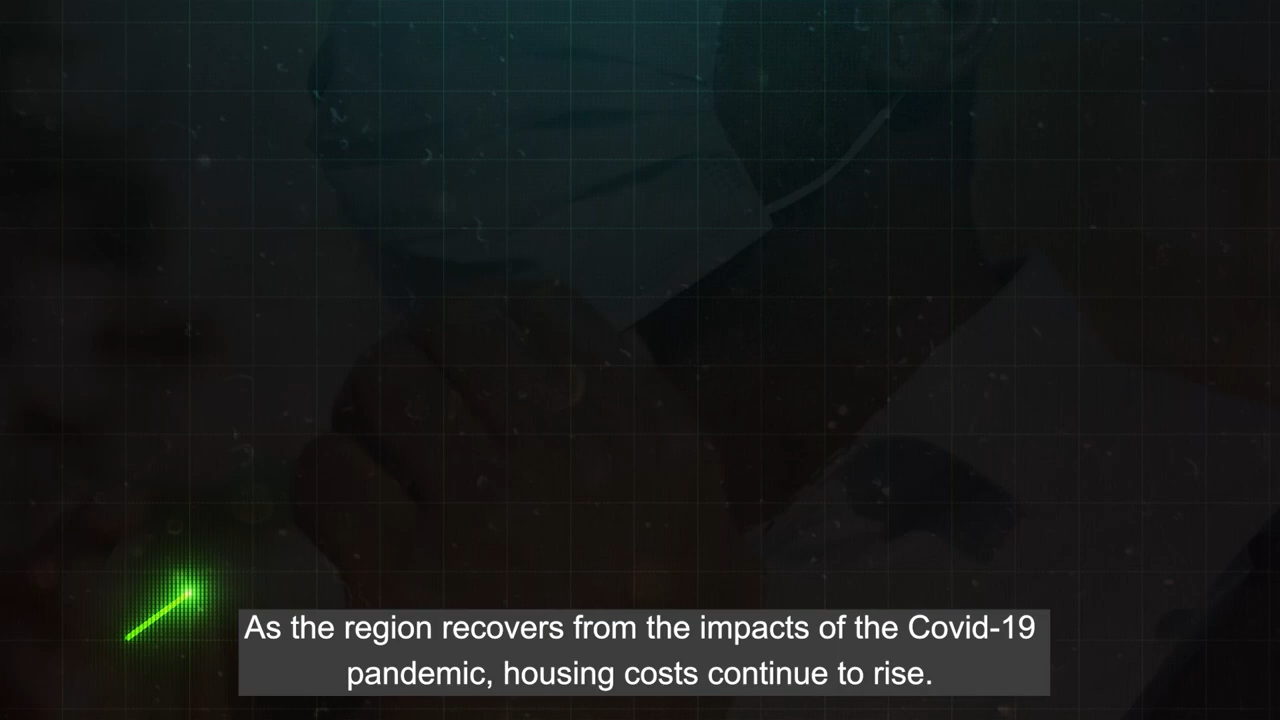 As the region recovers from the impacts of the Covid-19
pandemic, housing costs continue to rise.